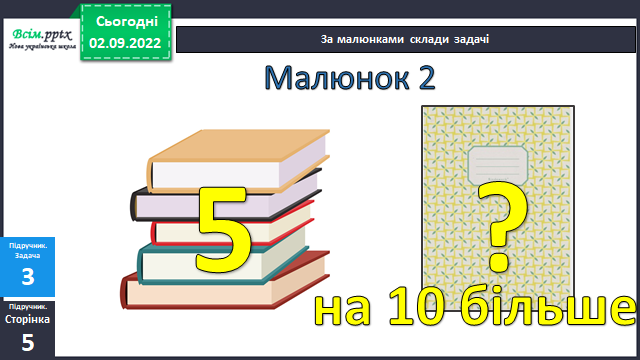 Всім.pptx
Нова українська школа
Сьогодні
02.09.2022
За малюнками склади задачі
Малюнок 2
5
?
на 10 більше
Підручник.
Задача
3
Підручник.
Сторінка
5